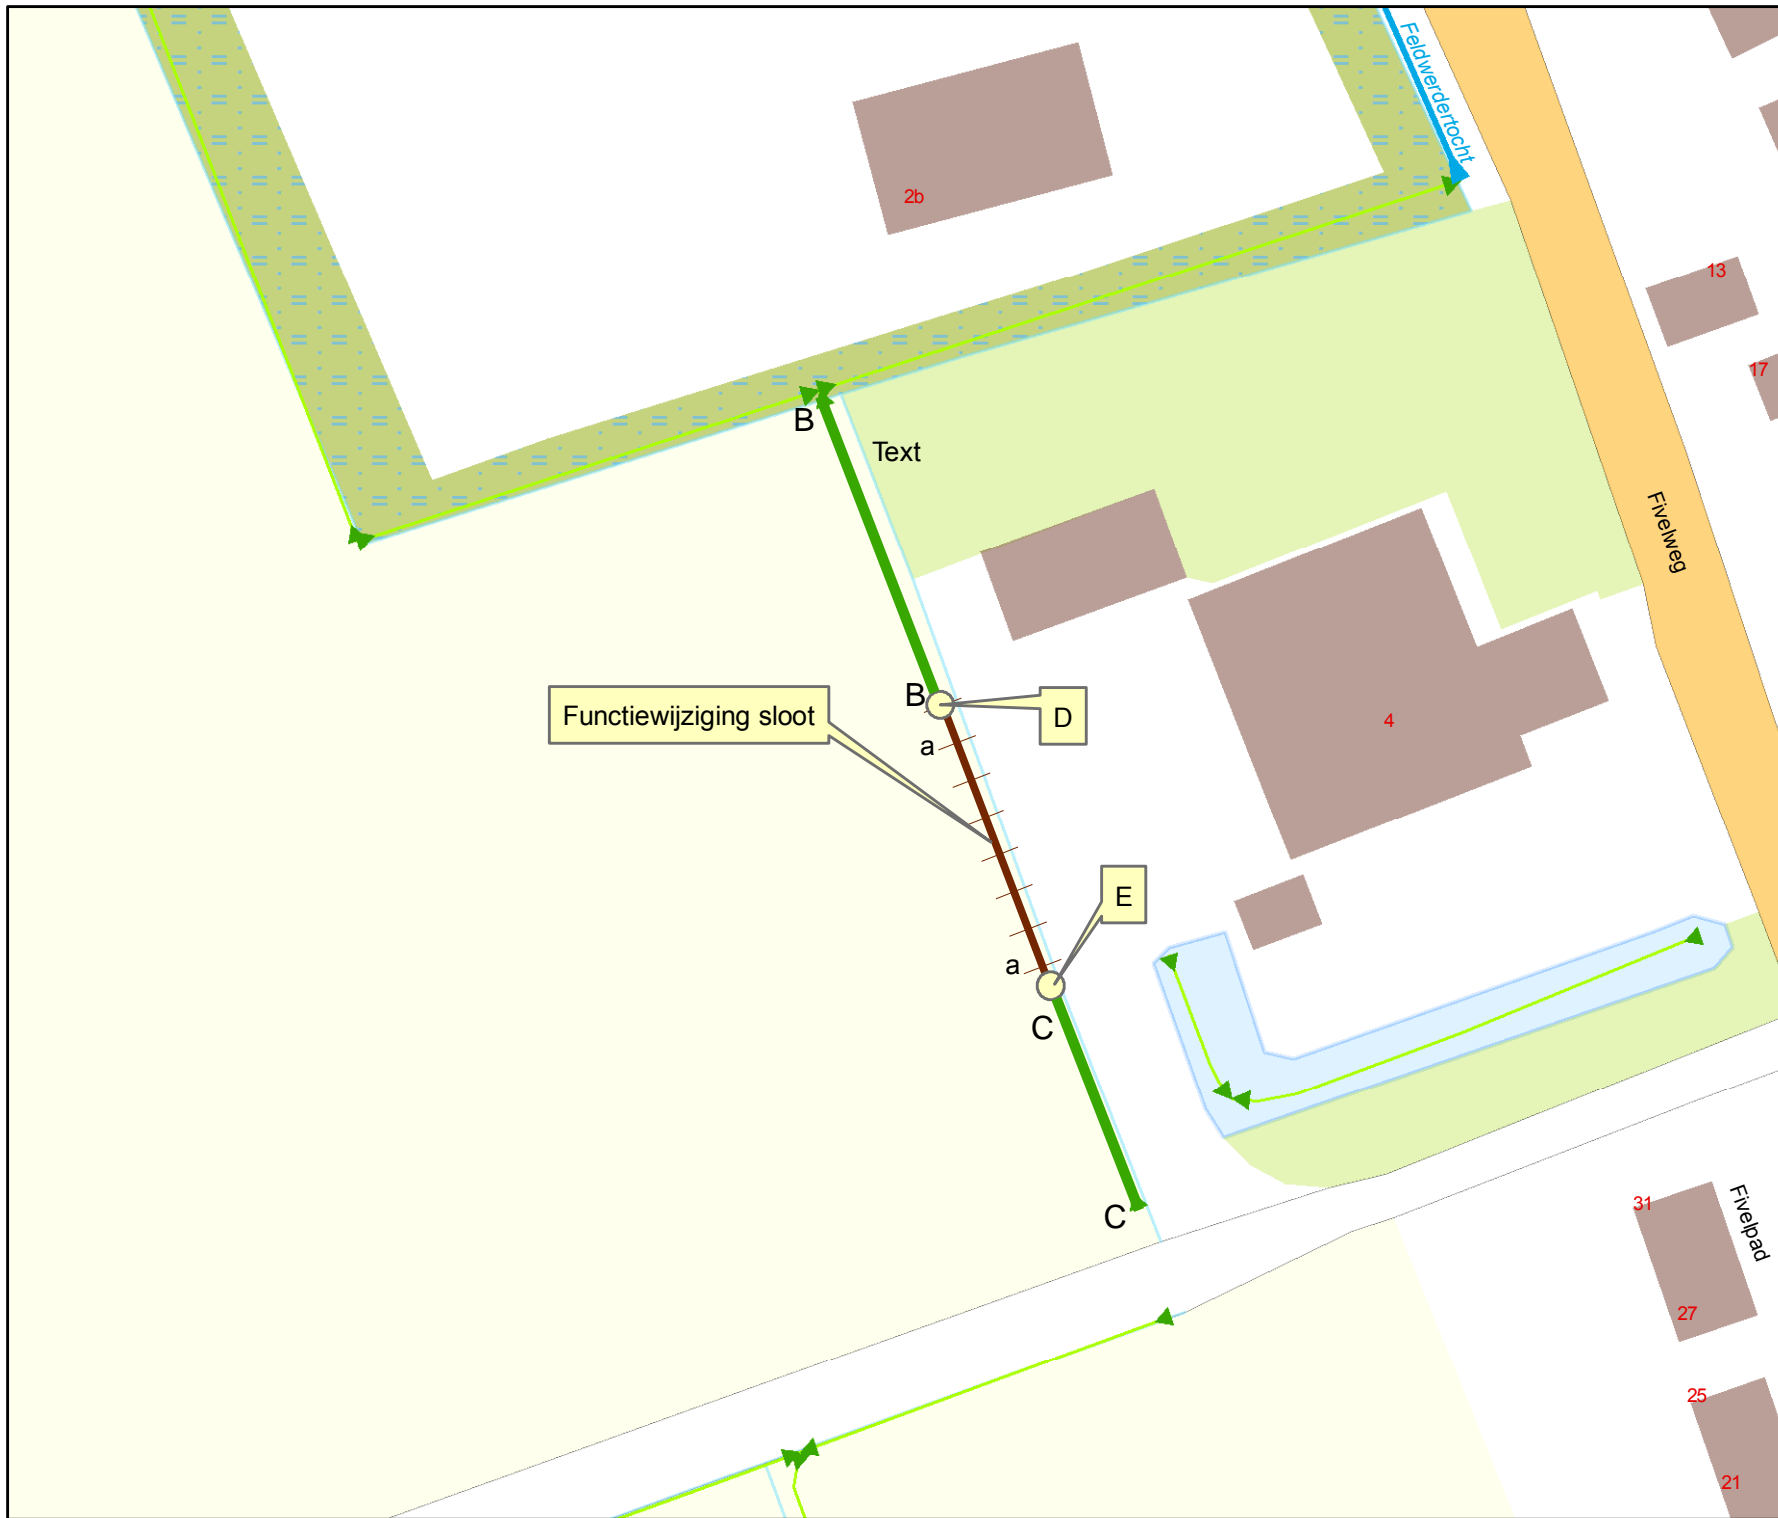 Feldwerdertocht
2b
13
17
B
Text
Fivelweg
B
Functiewijziging sloot
D
4
a
E
a
C
C
31
Fivelpad
27
25
21